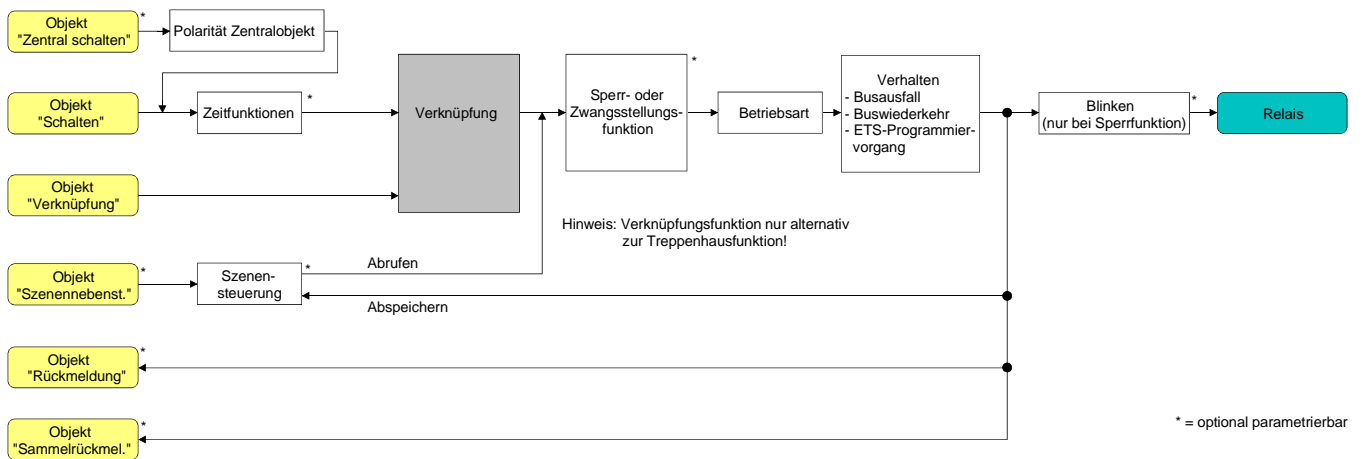 Objekt
"Zentral schalten"
*
Polarität Zentralobjekt
Objekt
"Schalten"
Zeitfunktionen
*
Verknüpfung
Sperr- oder
Zwangsstellungs-
funktion
*
Betriebsart
Verhalten
- Busausfall
- Buswiederkehr
- ETS-Programmier-
vorgang
Blinken
(nur bei Sperrfunktion)
*
Relais
Objekt
"Verknüpfung"
Hinweis: Verknüpfungsfunktion nur alternativ
zur Treppenhausfunktion!
Objekt
"Szenennebenst."
*
Szenen-
steuerung
*
Abrufen
Abspeichern
Objekt
"Rückmeldung"
*
Objekt
"Sammelrückmel."
*
* = optional parametrierbar